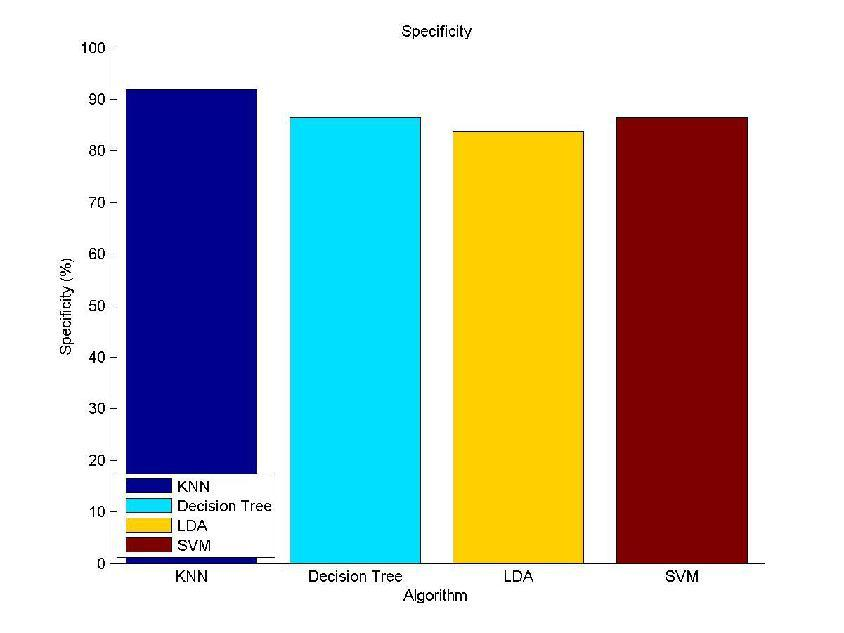 Specificity
100
90
80
70
60
50
40
30
20
10
0
Specificity (%)
KNN
Decision Tree
LDA
SVM
KNN Decision Tree LDA SVM
Algorithm